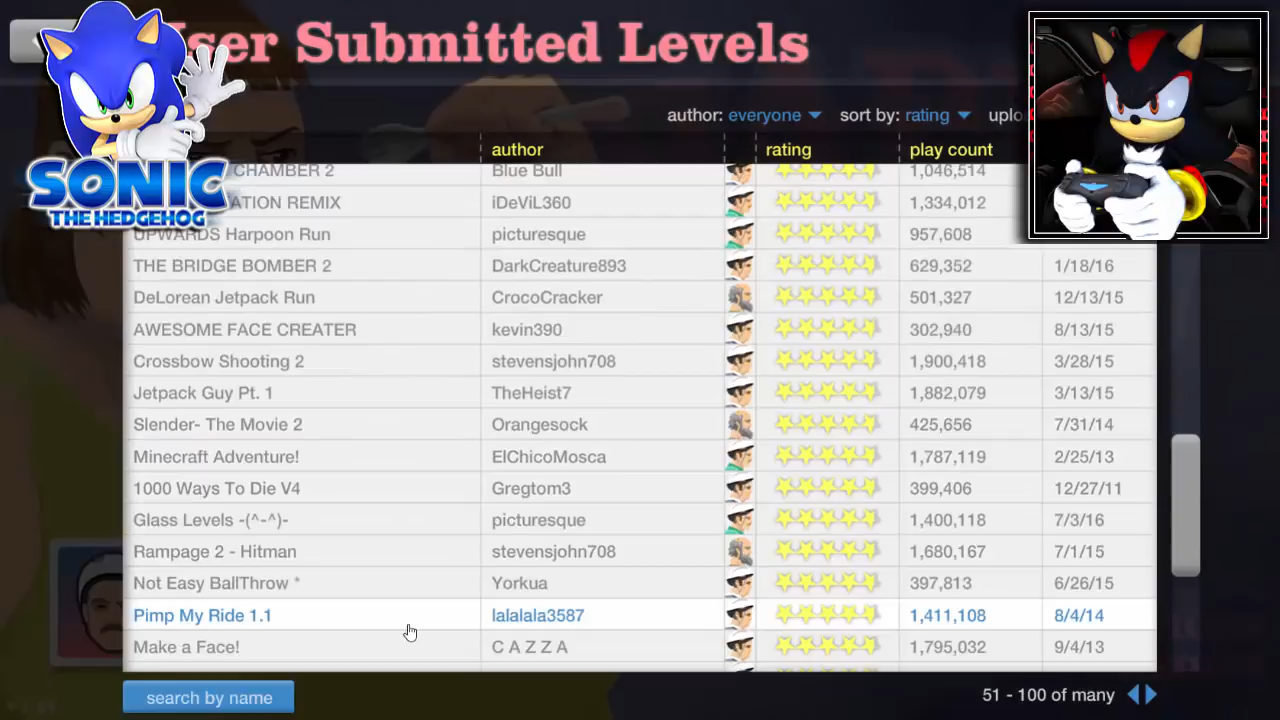 User Submitted Levels
author: everyone sort by: rating uplo
author rating play count
CHAMBER 2 Blue Bull 1,046,514
ATION REMIX iDeViL360 1,334,012
UPWARDS Harpoon Run picturesque 957,608
THE BRIDGE BOMBER 2 DarkCreature893 629,352 1/18/16
DeLorean Jetpack Run CrocoCracker 501,327 12/13/15
AWESOME FACE CREATER kevin390 302,940 8/13/15
Crossbow Shooting 2 stevensjohn708 1,900,418 3/28/15
Jetpack Guy Pt. 1 TheHeist7 1,882,079 3/13/15
Slender- The Movie 2 Orangesock 425,656 7/31/14
Minecraft Adventure! ElChicoMosca 1,787,119 2/25/13
1000 Ways To Die V4 Gregtom3 399,406 12/27/11
Glass Levels -(^-^)- picturesque 1,400,118 7/3/16
Rampage 2 - Hitman stevensjohn708 1,680,167 7/1/15
Not Easy BallThrow * Yorkua 397,813 6/26/15
Pimp My Ride 1.1 lalalala3587 1,411,108 8/4/14
Make a Face! C A Z Z A 1,795,032 9/4/13
search by name 51 - 100 of many
SONIC
THE HEDGEHOG